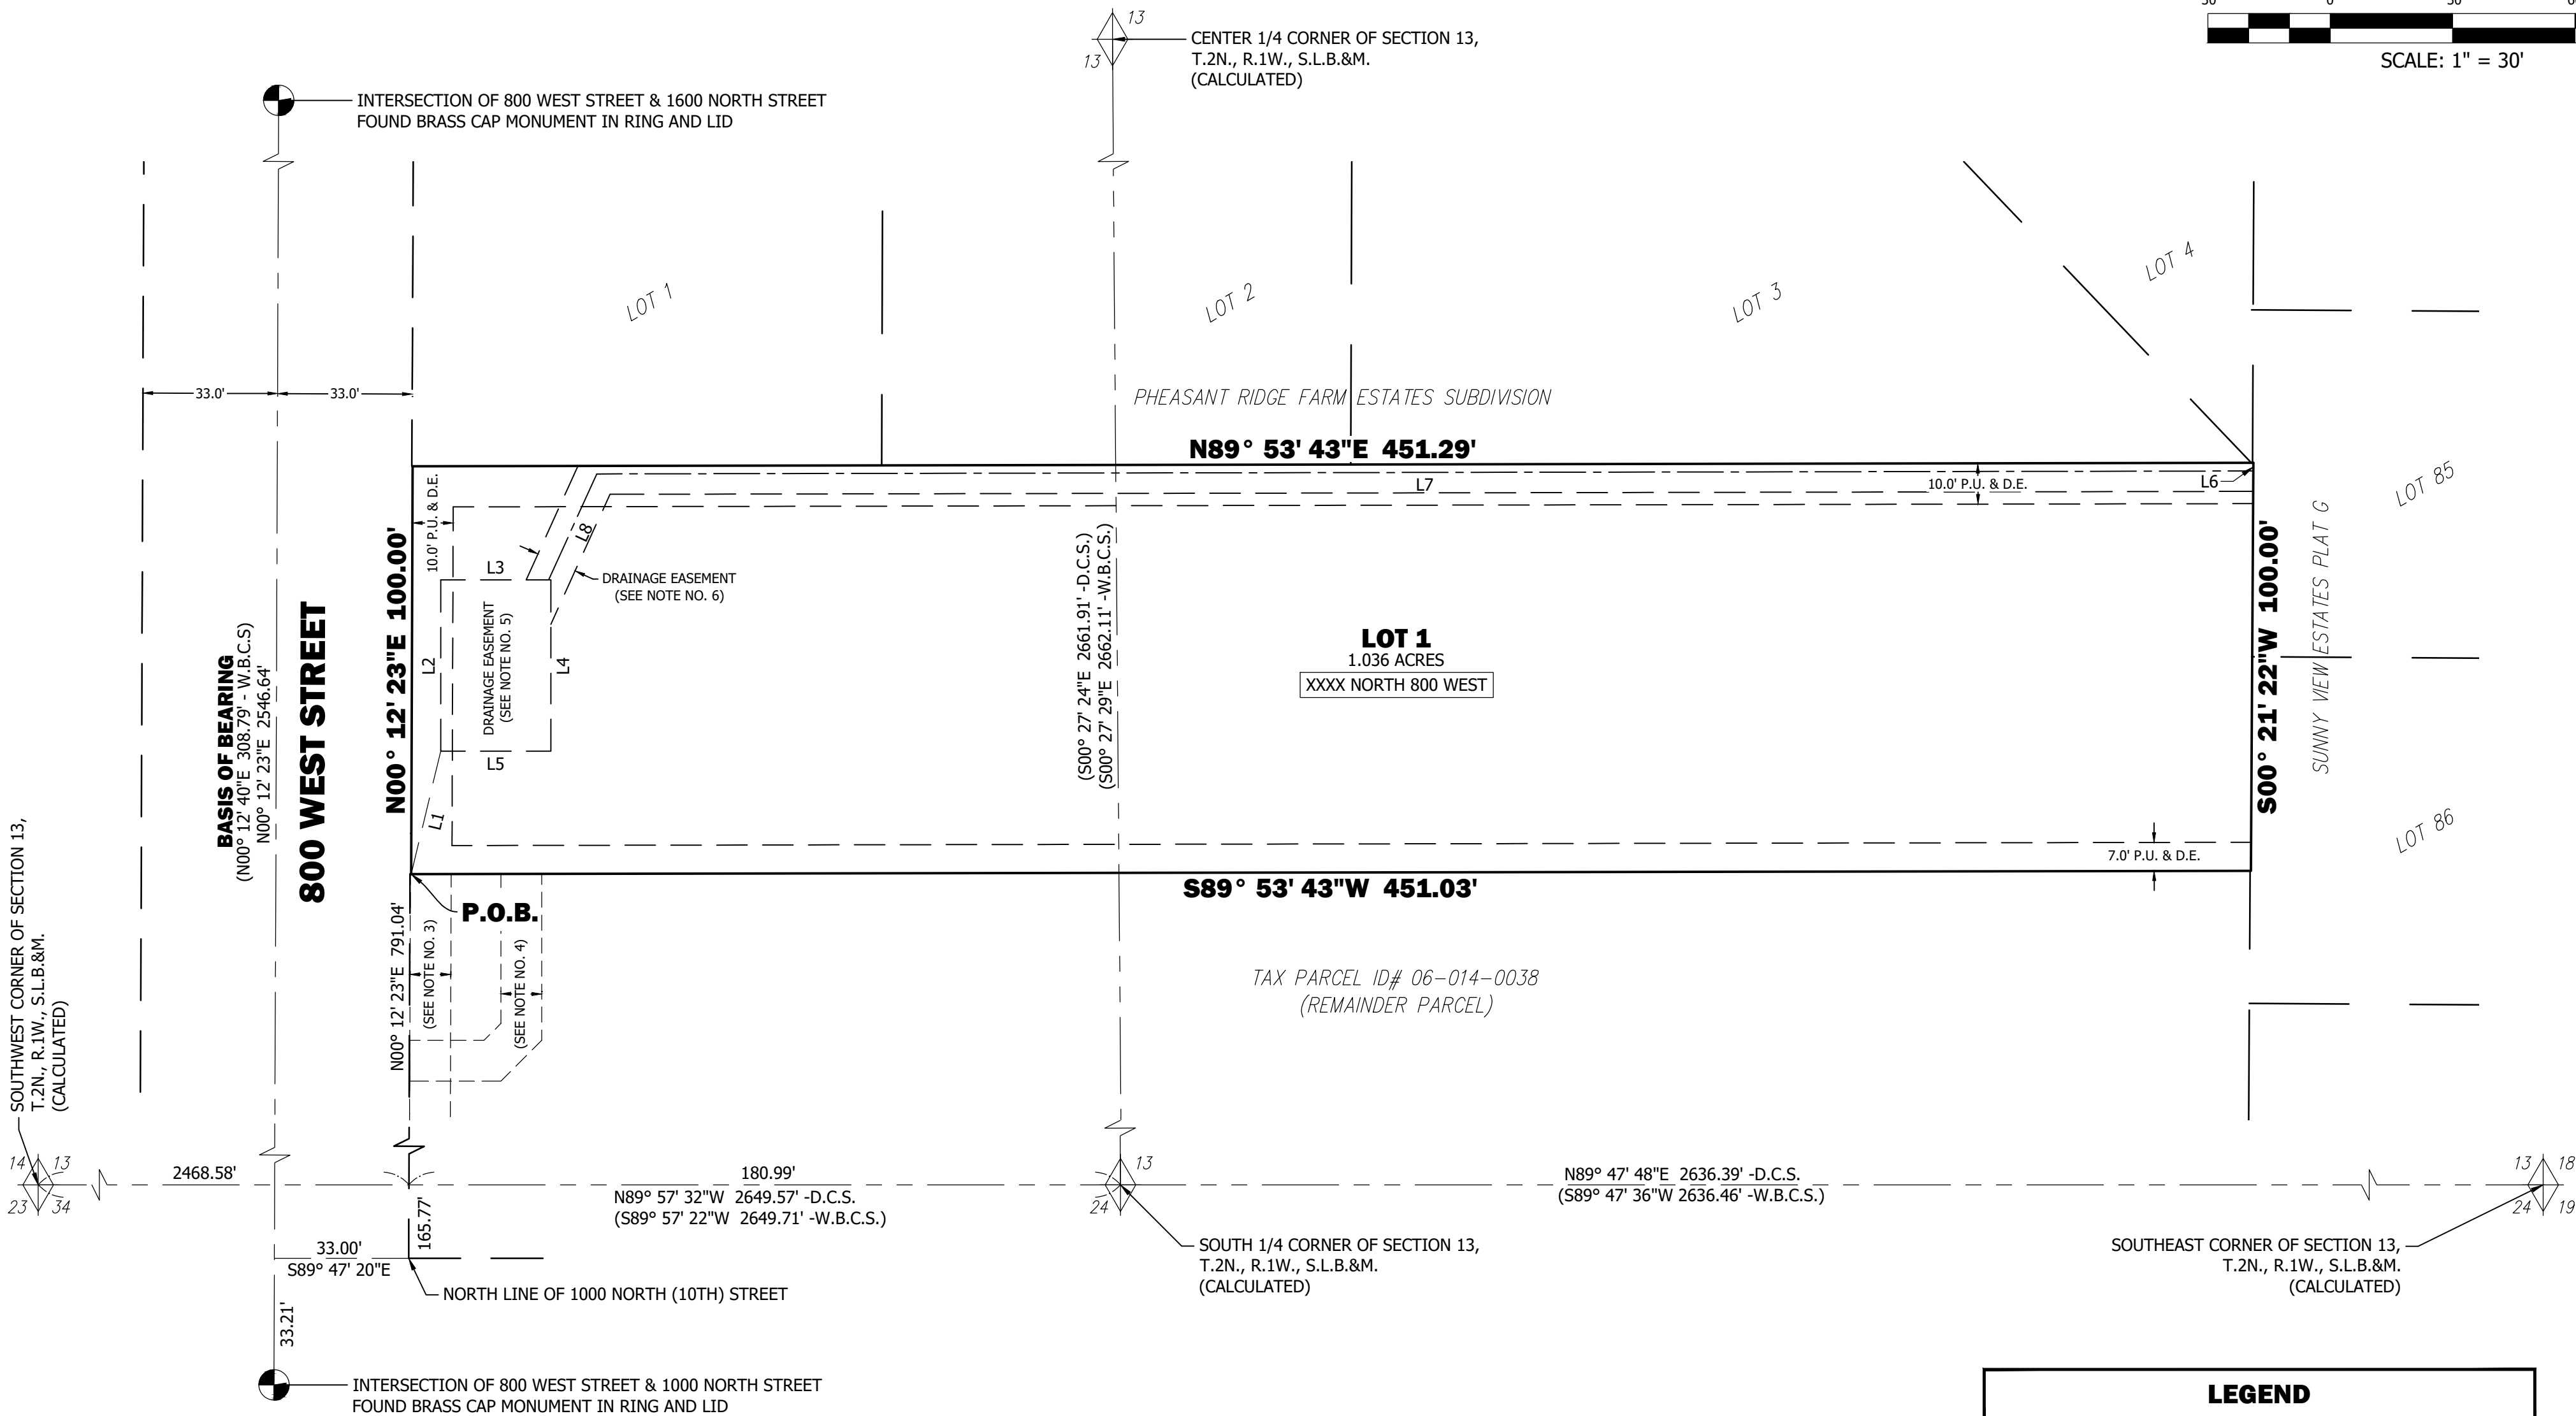 13
13
CENTER 1/4 CORNER OF SECTION 13,
T.2N., R.1W., S.L.B.&M.
(CALCULATED)
SCALE: 1" = 30'
INTERSECTION OF 800 WEST STREET & 1600 NORTH STREET
FOUND BRASS CAP MONUMENT IN RING AND LID
LOT 1
LOT 2
LOT 3
LOT 4
33.0'
33.0'
PHEASANT RIDGE FARM ESTATES SUBDIVISION
N89° 53' 43"E 451.29'
10.0' P.U. & D.E.
L7
10.0' P.U. & D.E.
L6
LOT 85
L8
L3
DRAINAGE EASEMENT
(SEE NOTE NO. 6)
N00° 12' 23"E 100.00'
L2
DRAINAGE EASEMENT
(SEE NOTE NO. 5)
L4
L5
L1
(S00° 27' 24"E 2661.91' -D.C.S.)
(S00° 27' 29"E 2662.11' -W.B.C.S.)
LOT 1
1.036 ACRES
XXXX NORTH 800 WEST
S00° 21' 22"W 100.00'
SUNNY VIEW ESTATES PLAT G
LOT 86
BASIS OF BEARING
(N00° 12' 40"E 308.79' - W.B.C.S)
N00° 12' 23"E 2546.64'
800 WEST STREET
7.0' P.U. & D.E.
S89° 53' 43"W 451.03'
P.O.B.
N00° 12' 23"E 791.04'
(SEE NOTE NO. 3)
(SEE NOTE NO. 4)
TAX PARCEL ID# 06-014-0038
(REMAINDER PARCEL)
SOUTHWEST CORNER OF SECTION 13,
T.2N., R.1W., S.L.B.&M.
(CALCULATED)
14 13
23 34
2468.58'
180.99'
N89° 57' 32"W 2649.57' -D.C.S.
(S89° 57' 22"W 2649.71' -W.B.C.S.)
13
24
N89° 47' 48"E 2636.39' -D.C.S.
(S89° 47' 36"W 2636.46' -W.B.C.S.)
13 18
24 19
165.77'
33.00'
S89° 47' 20"E
NORTH LINE OF 1000 NORTH (10TH) STREET
SOUTH 1/4 CORNER OF SECTION 13,
T.2N., R.1W., S.L.B.&M.
(CALCULATED)
SOUTHEAST CORNER OF SECTION 13,
T.2N., R.1W., S.L.B.&M.
(CALCULATED)
33.21'
INTERSECTION OF 800 WEST STREET & 1000 NORTH STREET
FOUND BRASS CAP MONUMENT IN RING AND LID
LEGEND